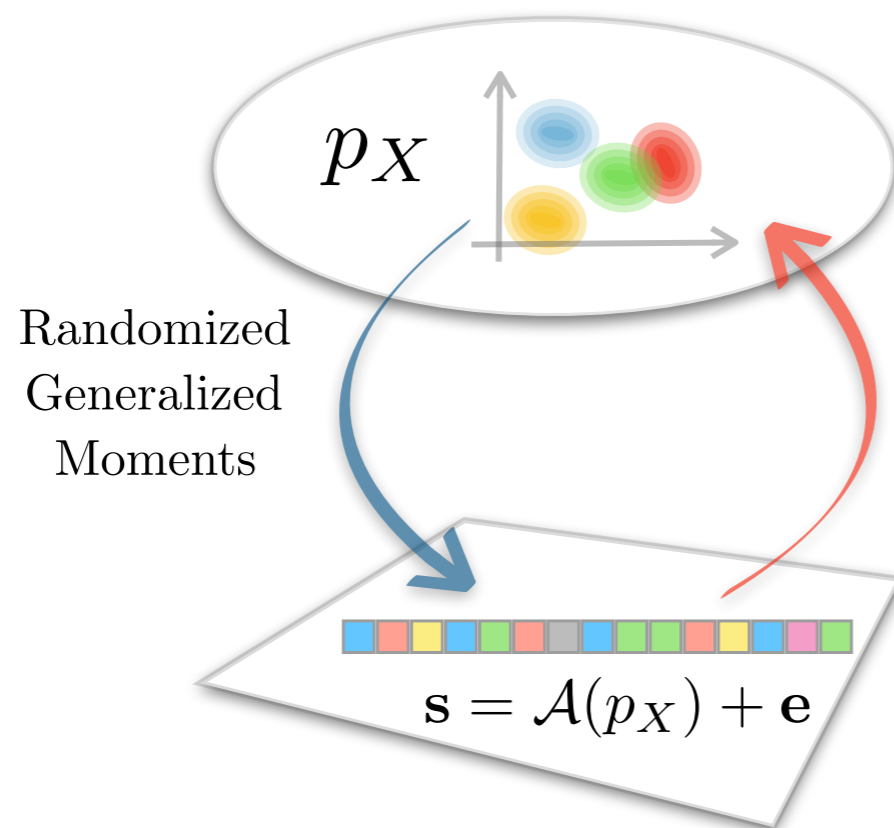 p_X
Randomized
Generalized
Moments
𝐬 = 𝒜(p_X) + 𝐞